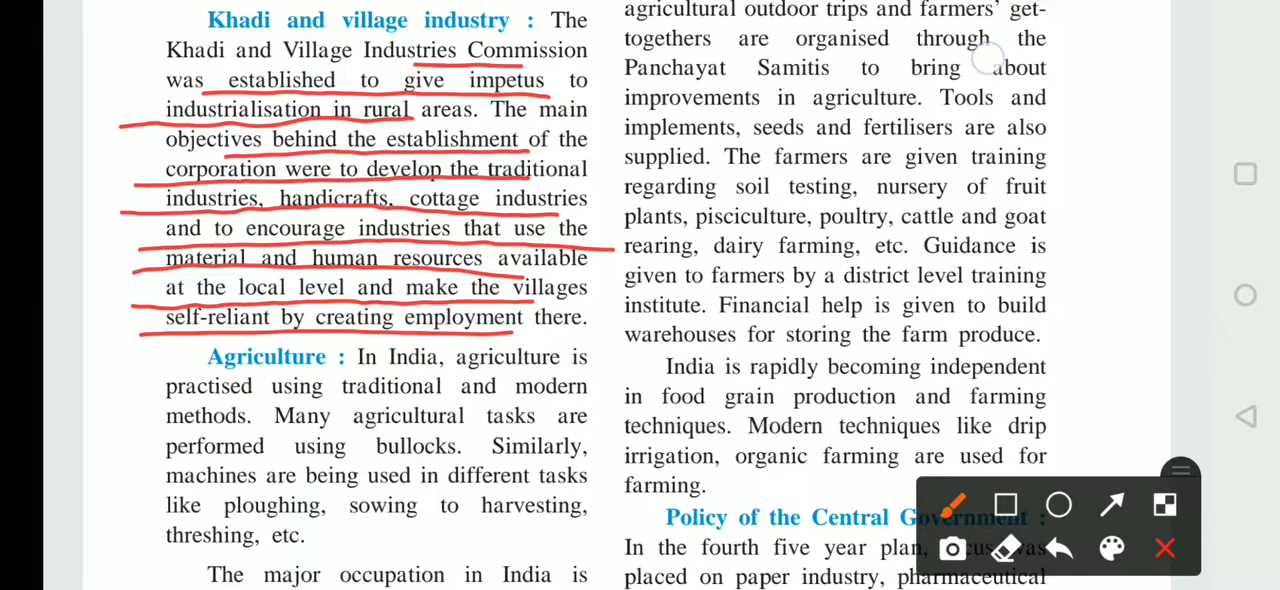 Khadi and village industry : The
Khadi and Village Industries Commission
was established to give impetus to
industrialisation in rural areas. The main
objectives behind the establishment of the
corporation were to develop the traditional
industries, handicrafts, cottage industries
and to encourage industries that use the
material and human resources available
at the local level and make the villages
self-reliant by creating employment there.
Agriculture : In India, agriculture is
practised using traditional and modern
methods. Many agricultural tasks are
performed using bullocks. Similarly,
machines are being used in different tasks
like ploughing, sowing to harvesting,
threshing, etc.
The major occupation in India is
agricultural outdoor trips and farmers' get-
togethers are organised through the
Panchayat Samitis to bring about
improvements in agriculture. Tools and
implements, seeds and fertilisers are also
supplied. The farmers are given training
regarding soil testing, nursery of fruit
plants, pisciculture, poultry, cattle and goat
rearing, dairy farming, etc. Guidance is
given to farmers by a district level training
institute. Financial help is given to build
warehouses for storing the farm produce.
India is rapidly becoming independent
in food grain production and farming
techniques. Modern techniques like drip
irrigation, organic farming are used for
farming.
Policy of the Central Government :
In the fourth five year plan, focus was
placed on paper industry, pharmaceutical